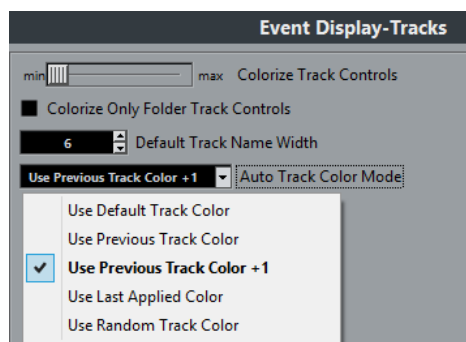 Event Display-Tracks
min max Colorize Track Controls
Colorize Only Folder Track Controls
6 Default Track Name Width
Use Previous Track Color +1 Auto Track Color Mode
Use Default Track Color
Use Previous Track Color
Use Previous Track Color +1
Use Last Applied Color
Use Random Track Color